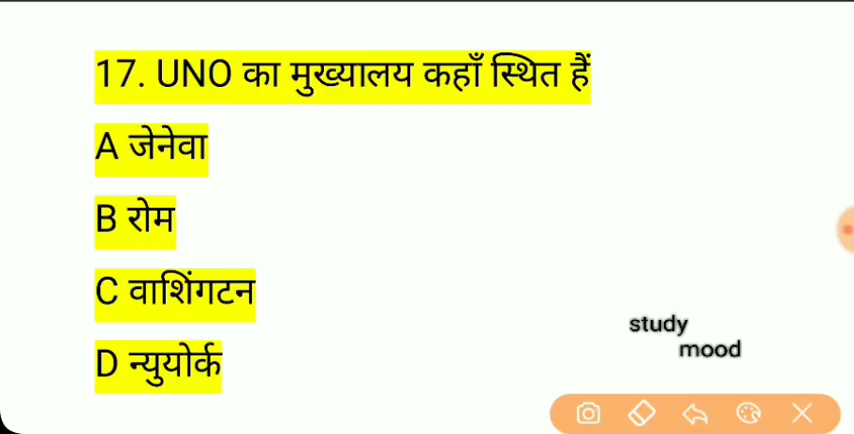 17. UNO का मुख्यालय कहाँ स्थित हैं
A जेनेवा
B रोम
C वाशिंगटन
D न्युयोर्क
study
mood